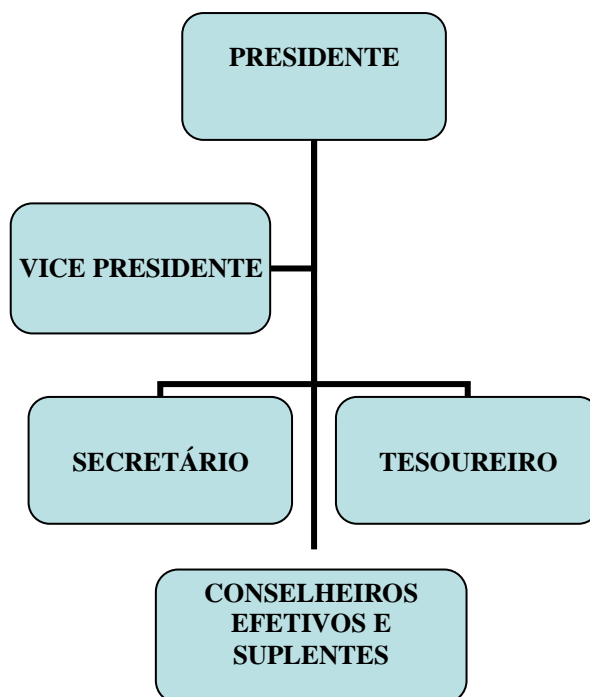 PRESIDENTE
VICE PRESIDENTE
SECRETÁRIO
TESOUREIRO
CONSELHEIROS
EFETIVOS E
SUPLENTES